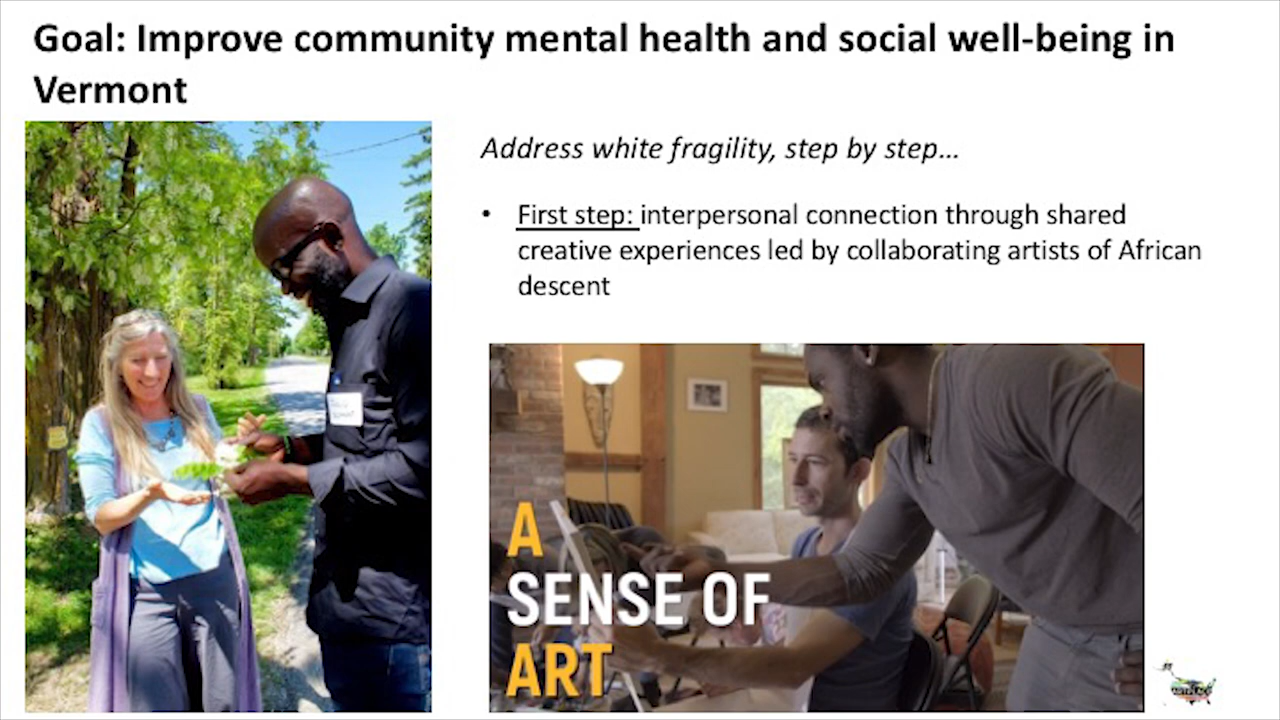 Goal: Improve community mental health and social well-being in
Vermont
Address white fragility, step by step…
• First step: interpersonal connection through shared
creative experiences led by collaborating artists of African
descent
A
SENSE OF
ART
ARTPLACE